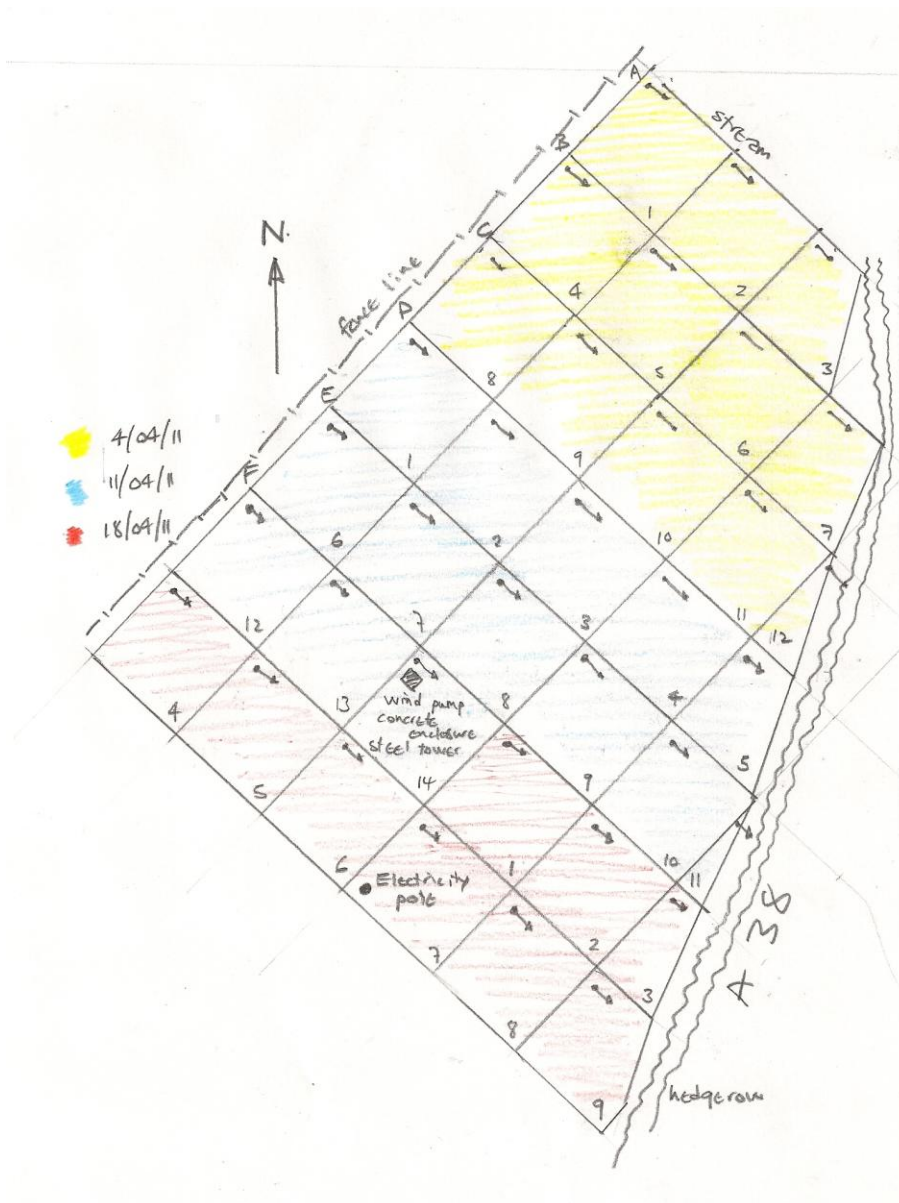 A
stream
B
1
N.
C
2
fence line
4
D
3
8
5
E
6
4/04/11
9
1
F
7
11/04/11
10
2
18/04/11
6
11
12
3
12
7
4
4
13
wind pump
concrete
enclosure
steel tower
8
5
5
14
9
6
Electricity
pole
1
10
11
A 38
7
2
3
8
9
hedgerow